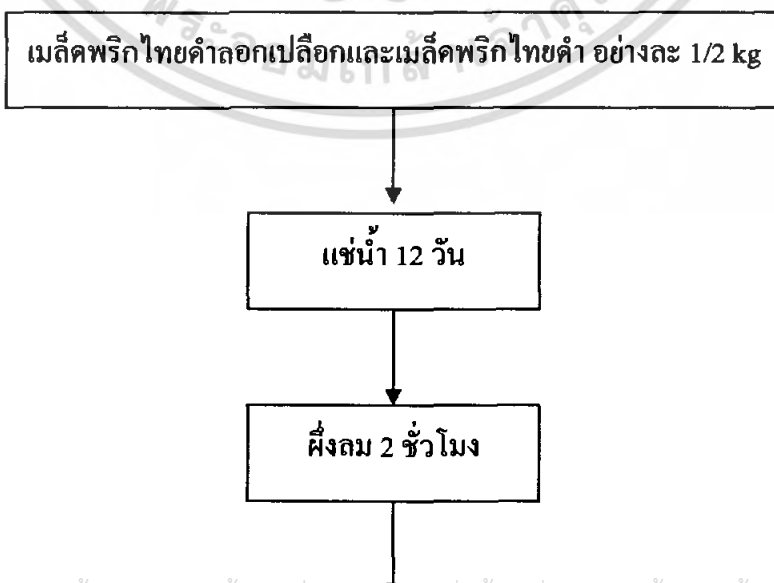 เมล็ดพริกไทยดำลอกเปลือกและเมล็ดพริกไทยดำ อย่างละ 1/2 kg
แช่น้ำ 12 วัน
ผึ่งลม 2 ชั่วโมง